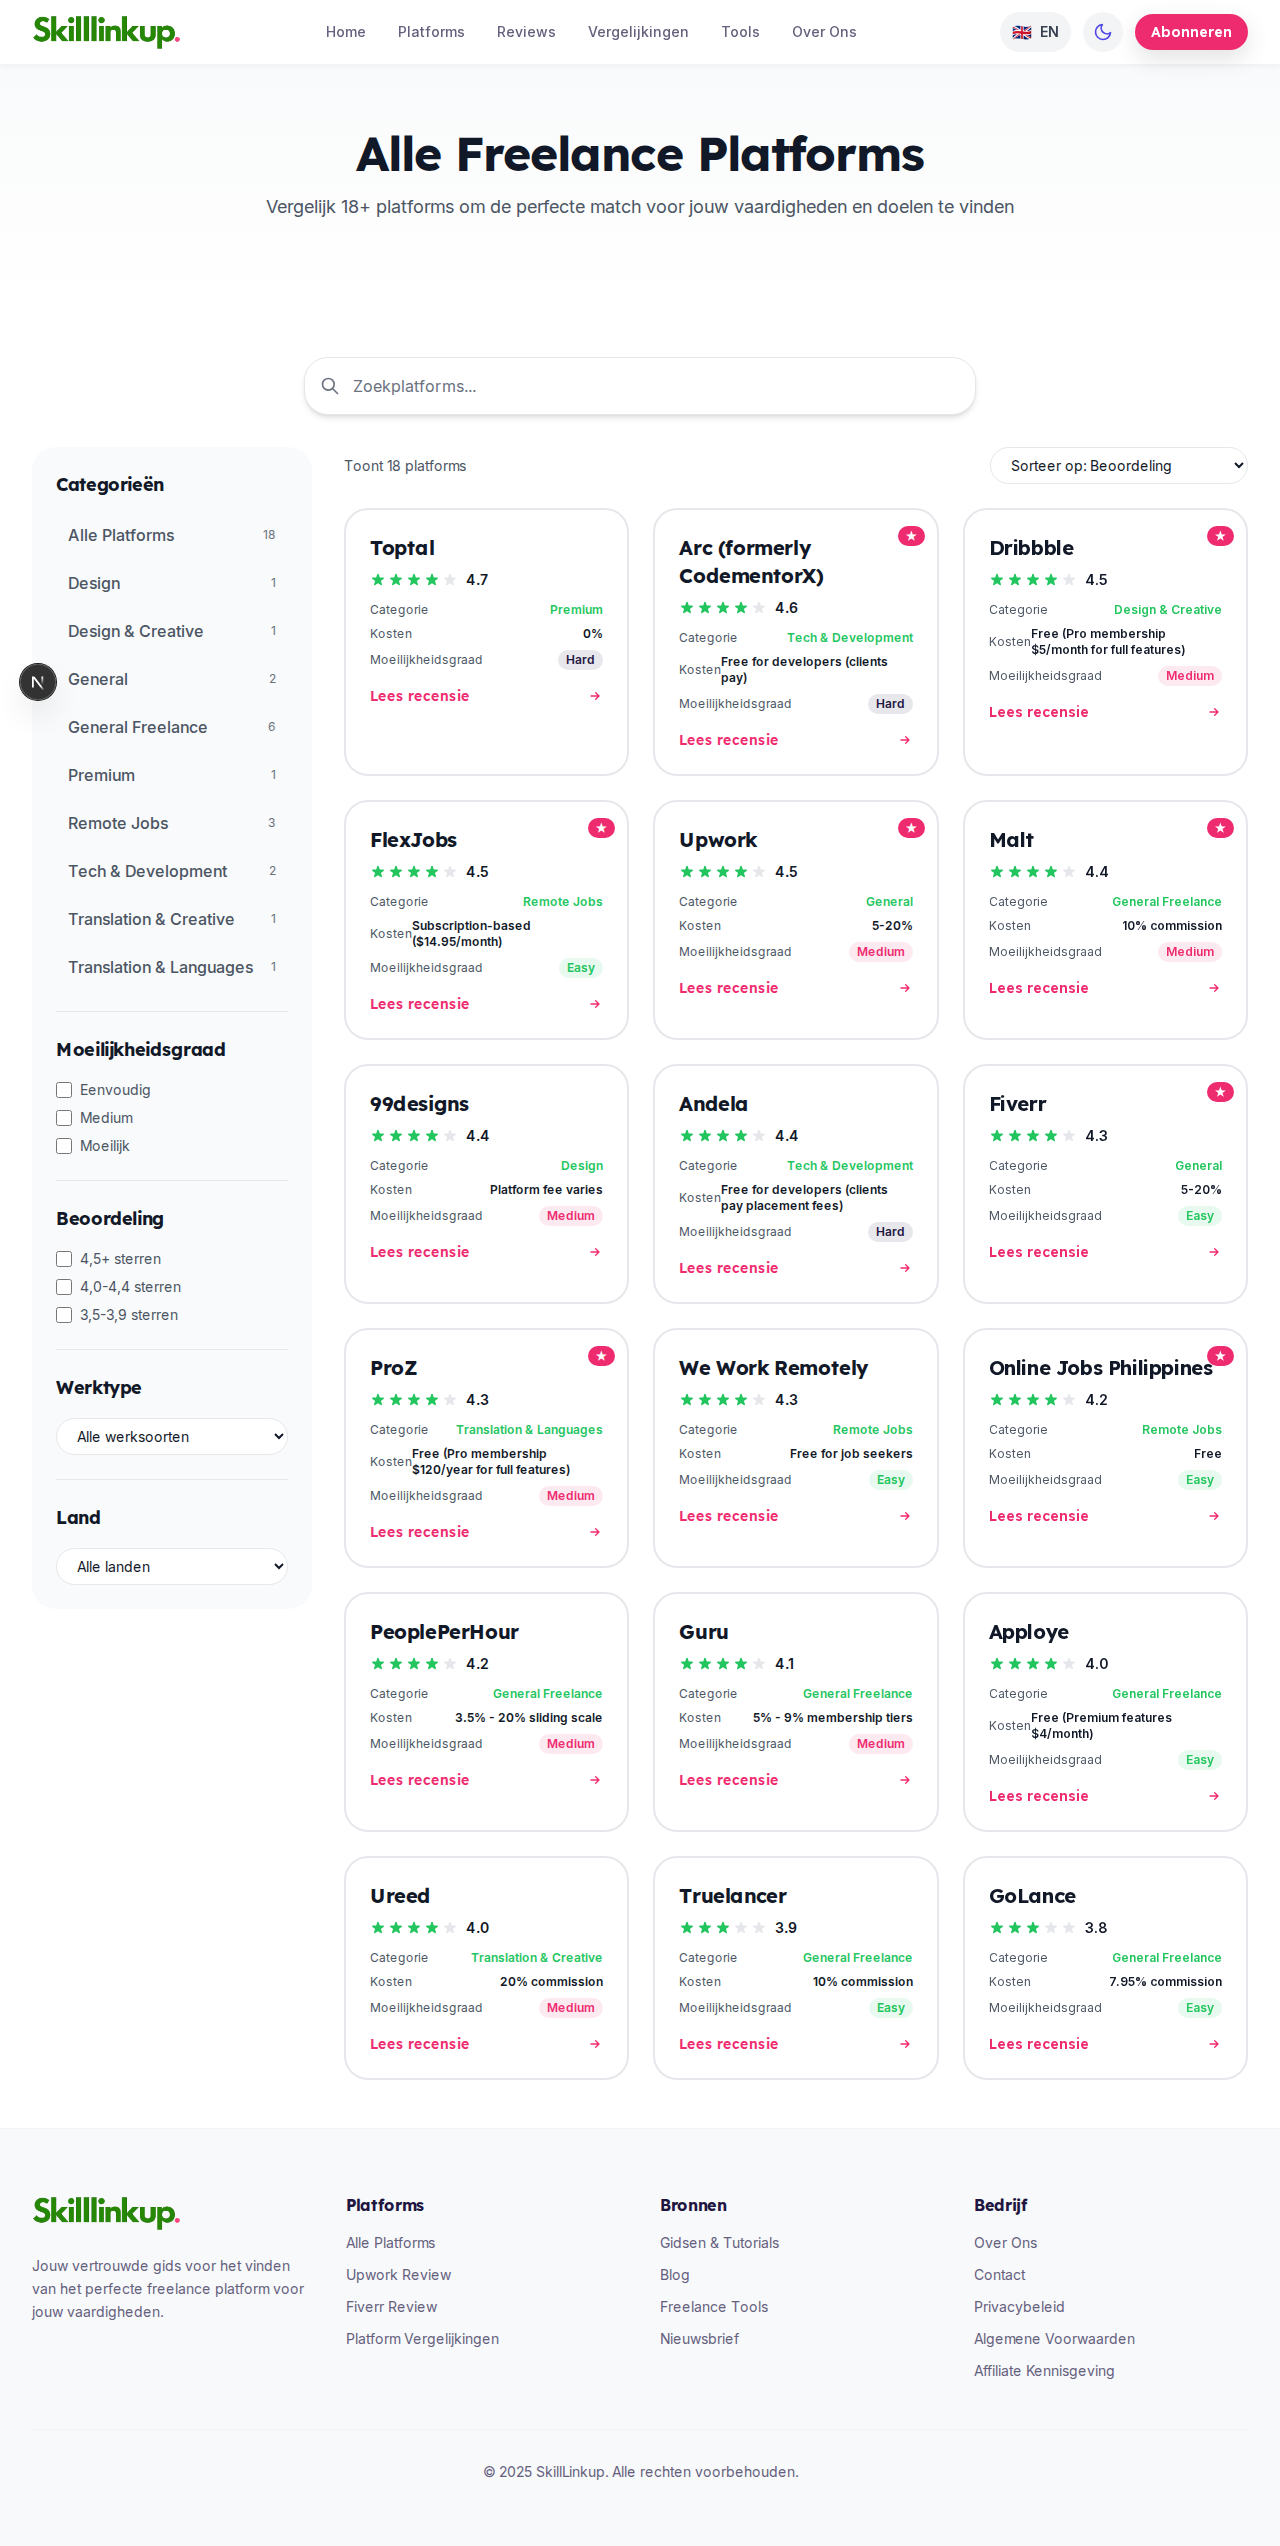 Skilllinkup.
Home
Platforms
Reviews
Vergelijkingen
Tools
Over Ons
🇬🇧 EN
Abonneren
Alle Freelance Platforms
Vergelijk 18+ platforms om de perfecte match voor jouw vaardigheden en doelen te vinden
Zoekplatforms...
Categorieën
Alle Platforms 18
Design 1
Design & Creative 1
General 2
General Freelance 6
Premium 1
Remote Jobs 3
Tech & Development 2
Translation & Creative 1
Translation & Languages 1
Moeilijkheidsgraad
Eenvoudig
Medium
Moeilijk
Beoordeling
4,5+ sterren
4,0-4,4 sterren
3,5-3,9 sterren
Werktype
Alle werksoorten
Land
Alle landen
N
Toont 18 platforms
Sorteer op: Beoordeling
Toptal
4.7
Categorie Premium
Kosten 0%
Moeilijkheidsgraad Hard
Lees recensie →
Arc (formerly
CodementorX)
4.6
Categorie Tech & Development
Kosten Free for developers (clients
pay)
Moeilijkheidsgraad Hard
Lees recensie →
Dribbble
4.5
Categorie Design & Creative
Kosten Free (Pro membership
$5/month for full features)
Moeilijkheidsgraad Medium
Lees recensie →
FlexJobs
4.5
Categorie Remote Jobs
Kosten Subscription-based
($14.95/month)
Moeilijkheidsgraad Easy
Lees recensie →
Upwork
4.5
Categorie General
Kosten 5-20%
Moeilijkheidsgraad Medium
Lees recensie →
Malt
4.4
Categorie General Freelance
Kosten 10% commission
Moeilijkheidsgraad Medium
Lees recensie →
99designs
4.4
Categorie Design
Kosten Platform fee varies
Moeilijkheidsgraad Medium
Lees recensie →
Andela
4.4
Categorie Tech & Development
Kosten Free for developers (clients
pay placement fees)
Moeilijkheidsgraad Hard
Lees recensie →
Fiverr
4.3
Categorie General
Kosten 5-20%
Moeilijkheidsgraad Easy
Lees recensie →
ProZ
4.3
Categorie Translation & Languages
Kosten Free (Pro membership
$120/year for full features)
Moeilijkheidsgraad Medium
Lees recensie →
We Work Remotely
4.3
Categorie Remote Jobs
Kosten Free for job seekers
Moeilijkheidsgraad Easy
Lees recensie →
Online Jobs Philippines
4.2
Categorie Remote Jobs
Kosten Free
Moeilijkheidsgraad Easy
Lees recensie →
PeoplePerHour
4.2
Categorie General Freelance
Kosten 3.5% - 20% sliding scale
Moeilijkheidsgraad Medium
Lees recensie →
Guru
4.1
Categorie General Freelance
Kosten 5% - 9% membership tiers
Moeilijkheidsgraad Medium
Lees recensie →
Apploye
4.0
Categorie General Freelance
Kosten Free (Premium features
$4/month)
Moeilijkheidsgraad Easy
Lees recensie →
Ureed
4.0
Categorie Translation & Creative
Kosten 20% commission
Moeilijkheidsgraad Medium
Lees recensie →
Truelancer
3.9
Categorie General Freelance
Kosten 10% commission
Moeilijkheidsgraad Easy
Lees recensie →
GoLance
3.8
Categorie General Freelance
Kosten 7.95% commission
Moeilijkheidsgraad Easy
Lees recensie →
Skilllinkup.
Jouw vertrouwde gids voor het vinden
van het perfecte freelance platform voor
jouw vaardigheden.
Platforms
Alle Platforms
Upwork Review
Fiverr Review
Platform Vergelijkingen
Bronnen
Gidsen & Tutorials
Blog
Freelance Tools
Nieuwsbrief
Bedrijf
Over Ons
Contact
Privacybeleid
Algemene Voorwaarden
Affiliate Kennisgeving
© 2025 SkillLinkup. Alle rechten voorbehouden.